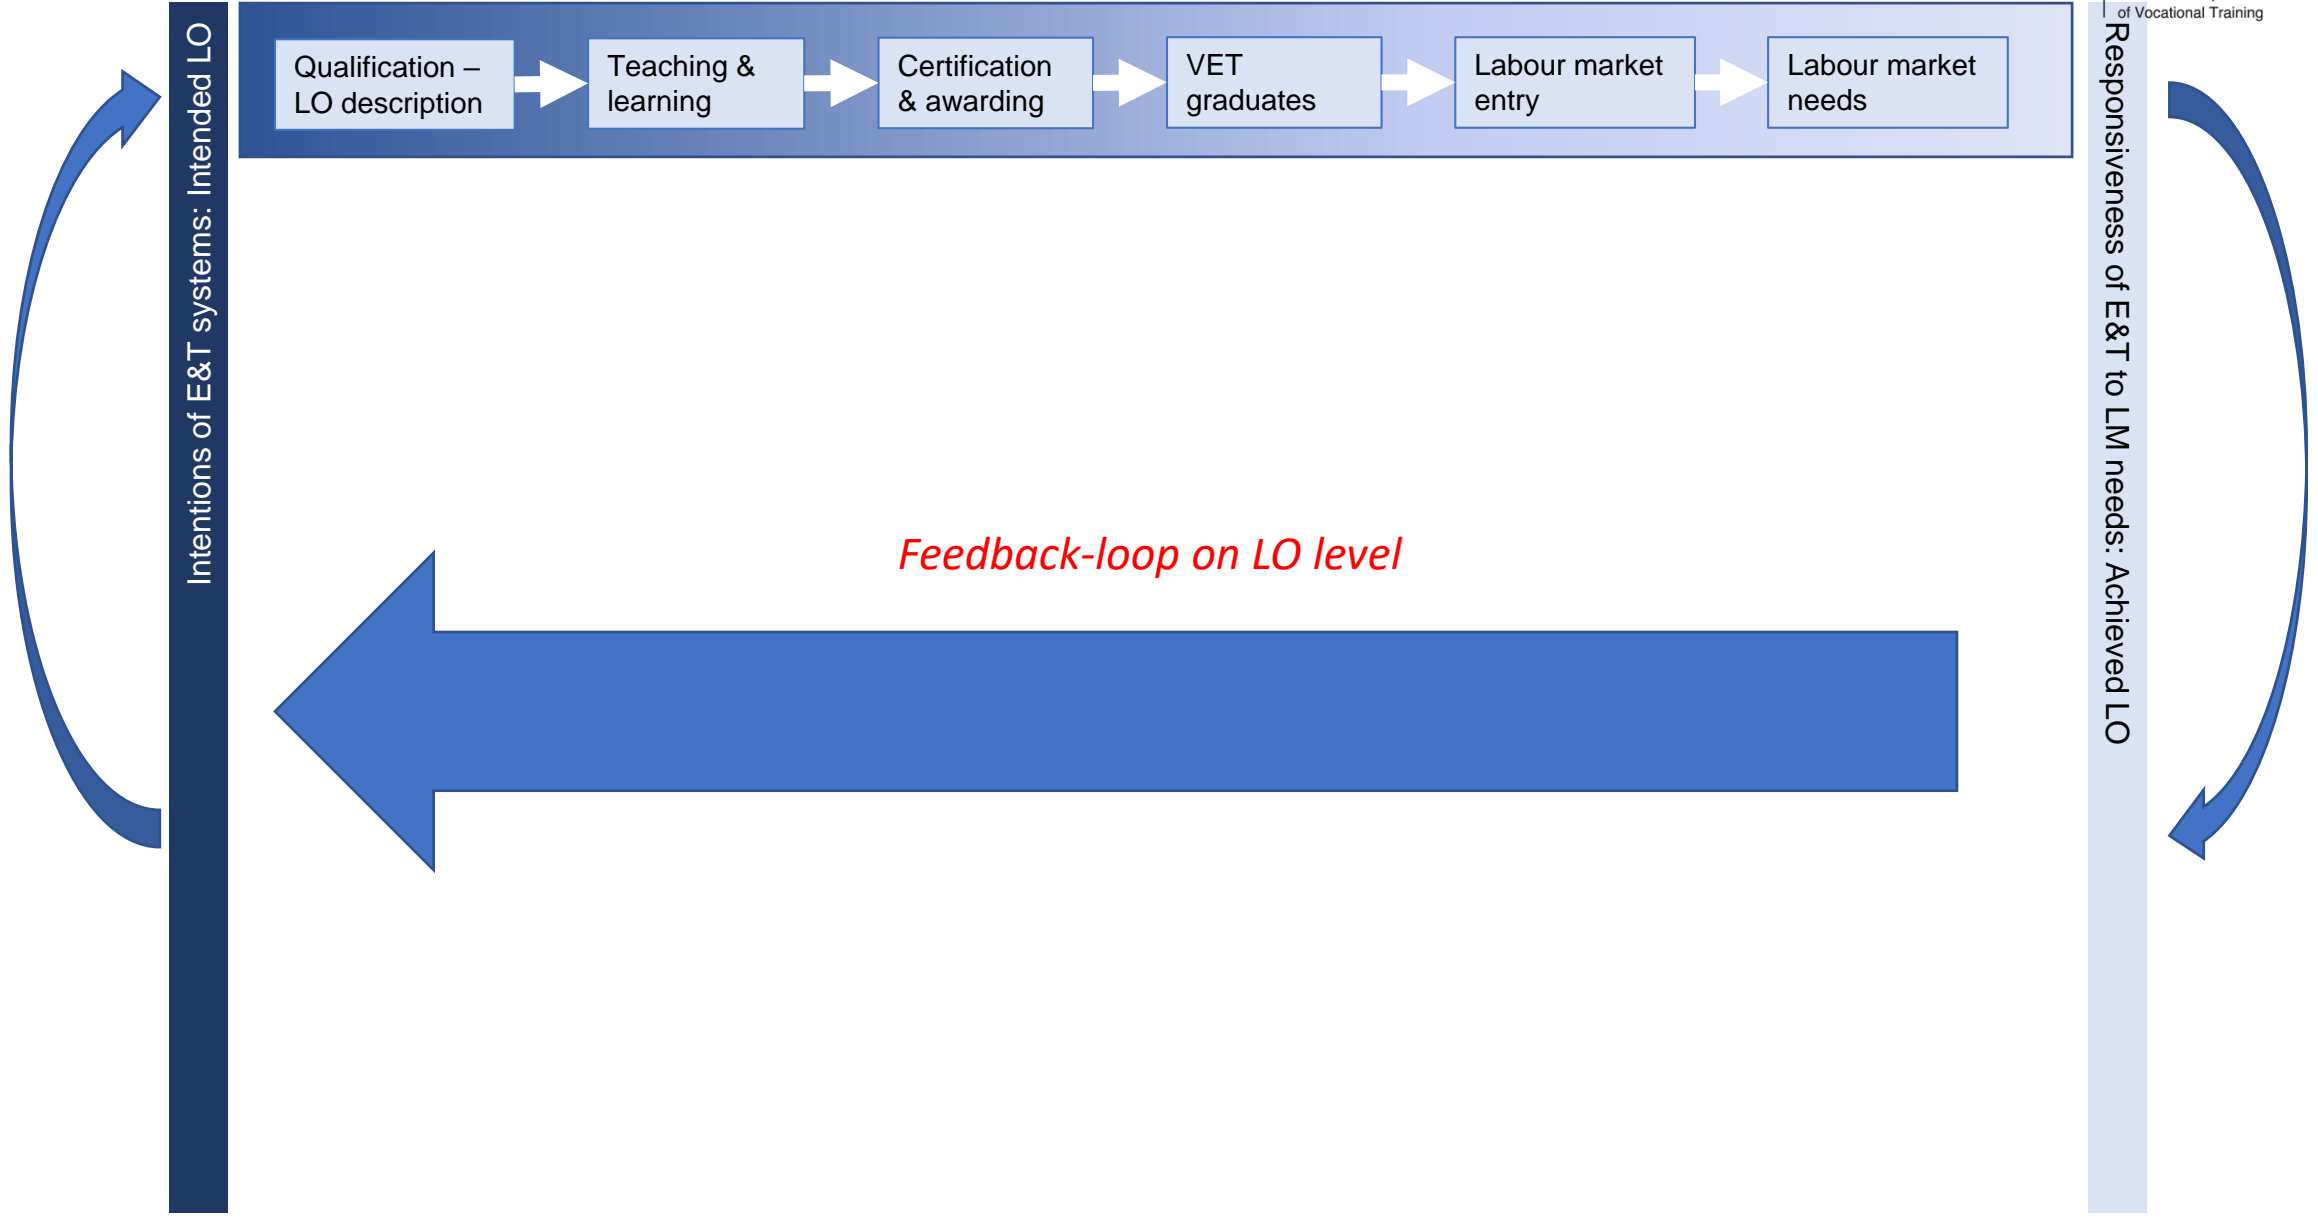 of Vocational Training
Intentions of E&T systems: Intended LO
Qualification –
LO description
Teaching &
learning
Certification
& awarding
VET
graduates
Labour market
entry
Labour market
needs
Responsiveness of E&T to LM needs: Achieved LO
Feedback-loop on LO level